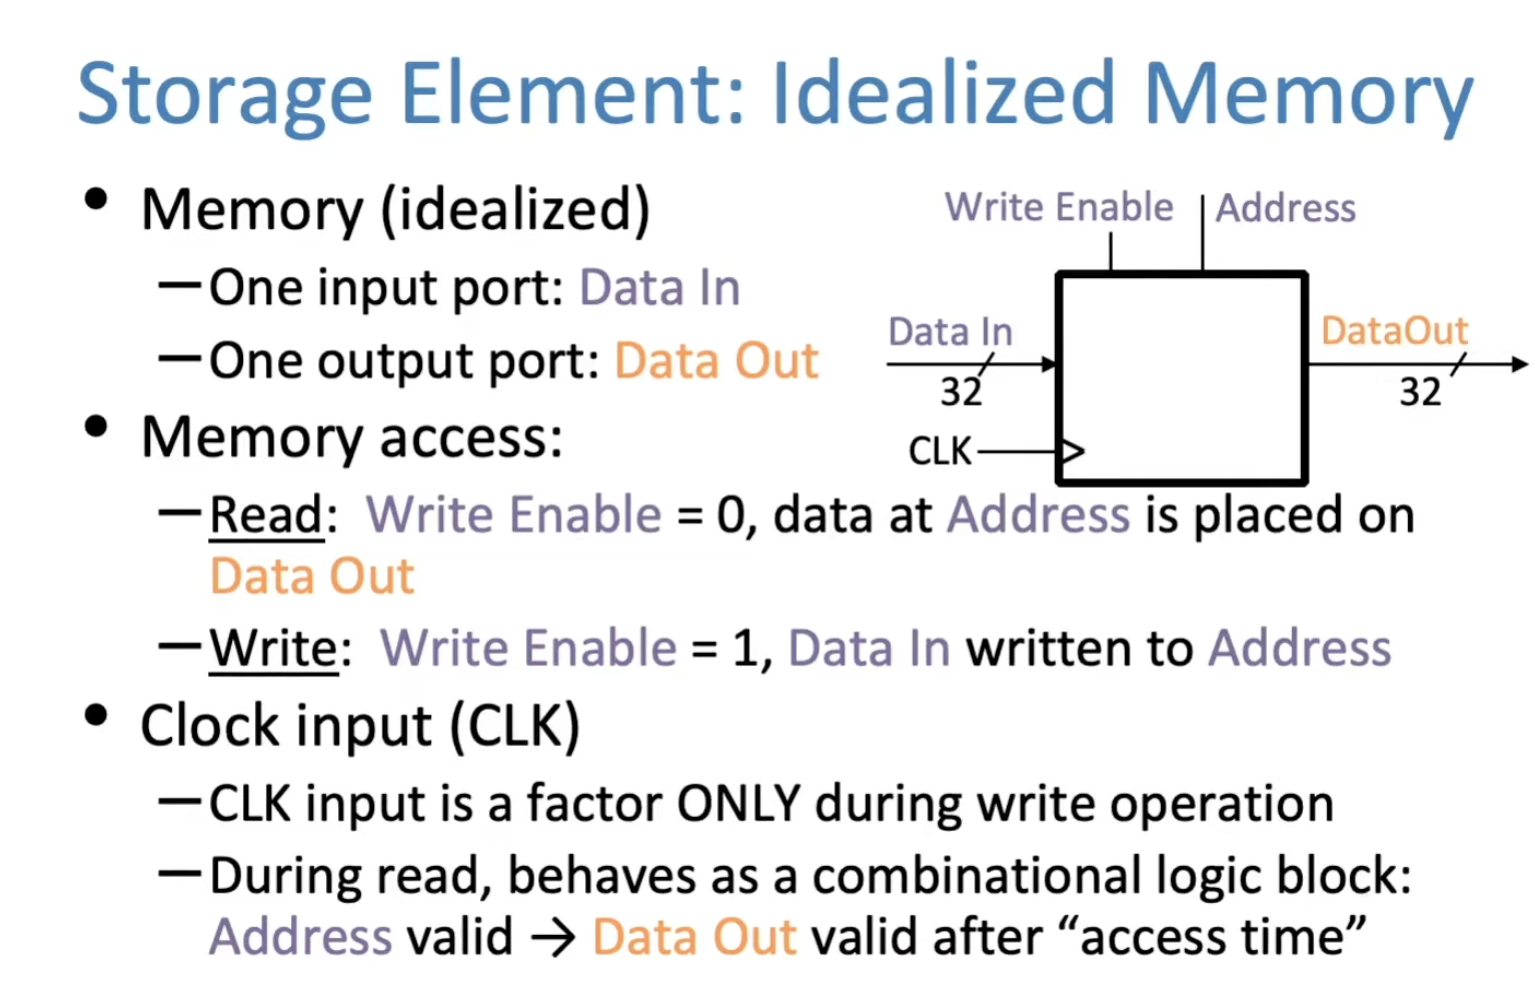 Storage Element: Idealized Memory
• Memory (idealized)
—One input port: Data In
—One output port: Data Out
• Memory access:
—Read: Write Enable = 0, data at Address is placed on
Data Out
—Write: Write Enable = 1, Data In written to Address
• Clock input (CLK)
—CLK input is a factor ONLY during write operation
—During read, behaves as a combinational logic block:
Address valid → Data Out valid after “access time”
Write Enable
Address
Data In
32
CLK
DataOut
32